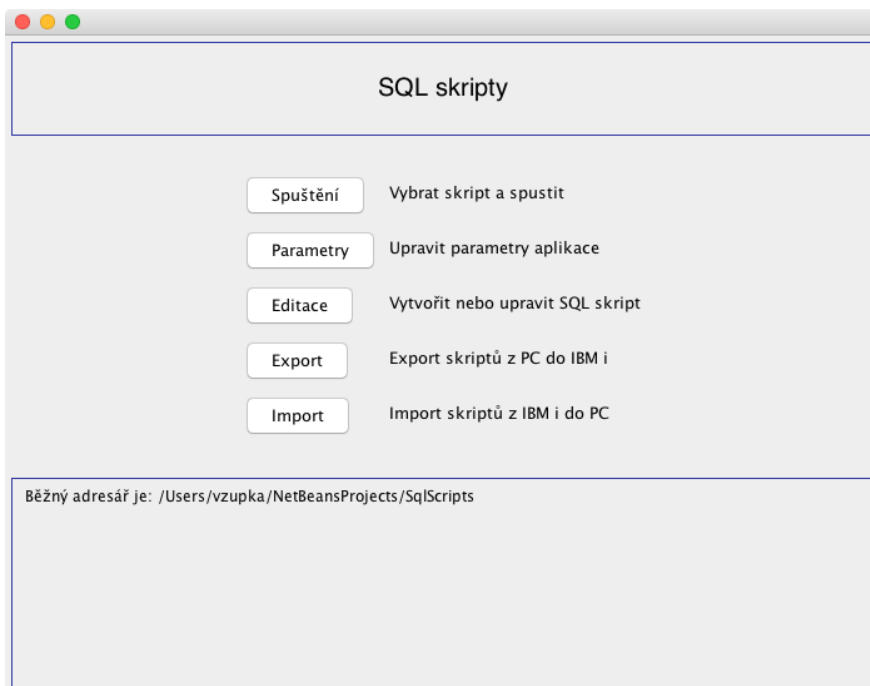 SQL skripty
Spuštění Vybrat skript a spustit
Parametry Upravit parametry aplikace
Editace Vytvořit nebo upravit SQL skript
Export Export skriptů z PC do IBM i
Import Import skriptů z IBM i do PC
Běžný adresář je: /Users/vzupka/NetBeansProjects/SqlScripts